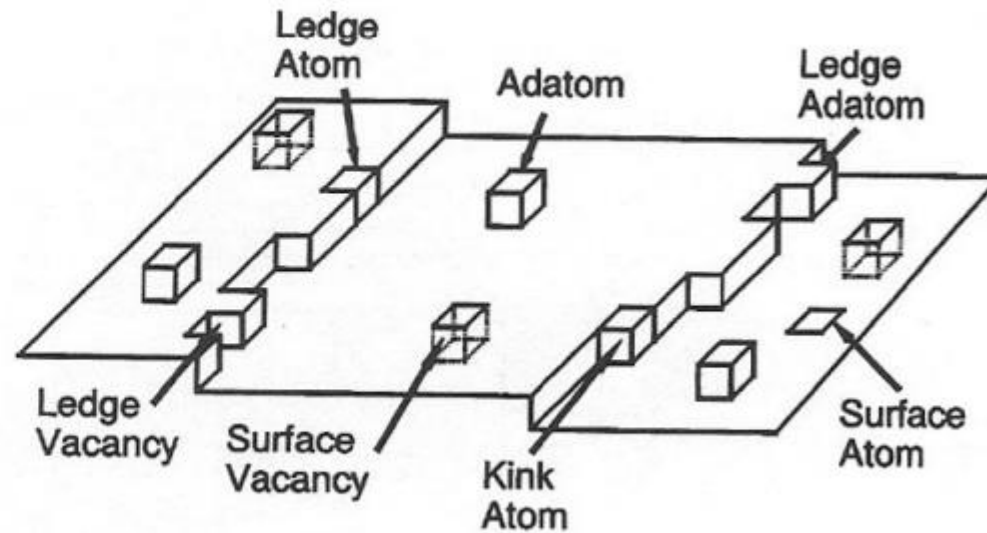 Ledge
Atom
Adatom
Ledge
Adatom
Ledge
Vacancy
Surface
Vacancy
Kink
Atom
Surface
Atom